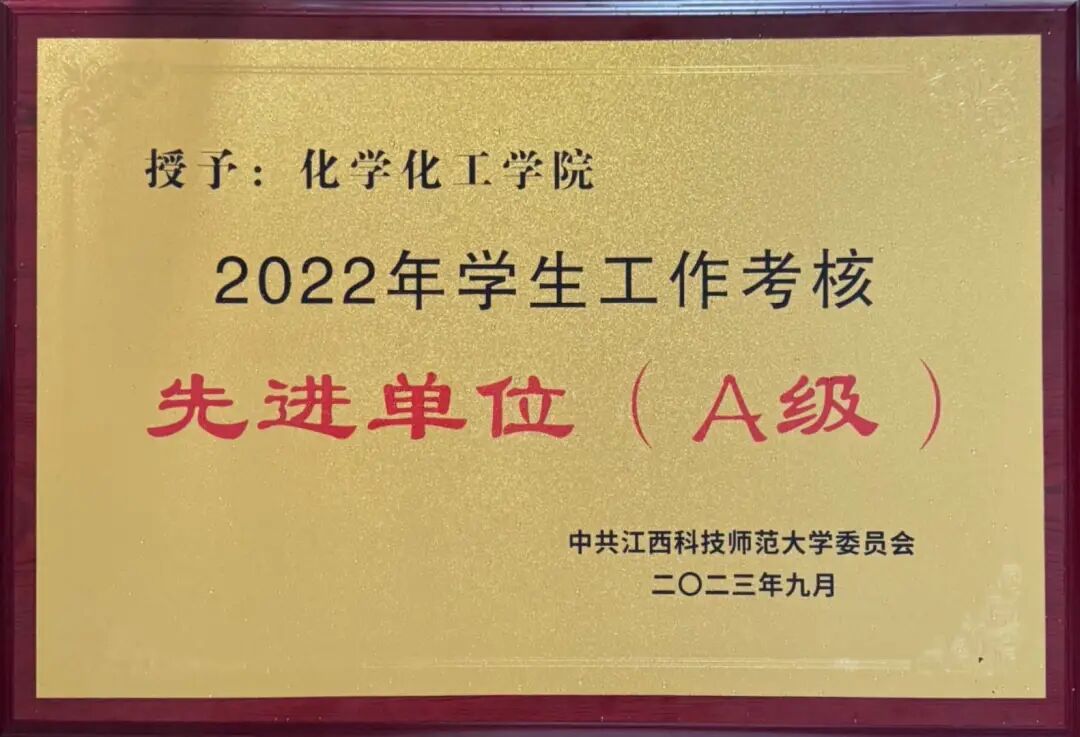 授予：化学化工学院
2022年学生工作考核
先进单位（A级）
中共江西科技师范大学委员会
二〇二三年九月